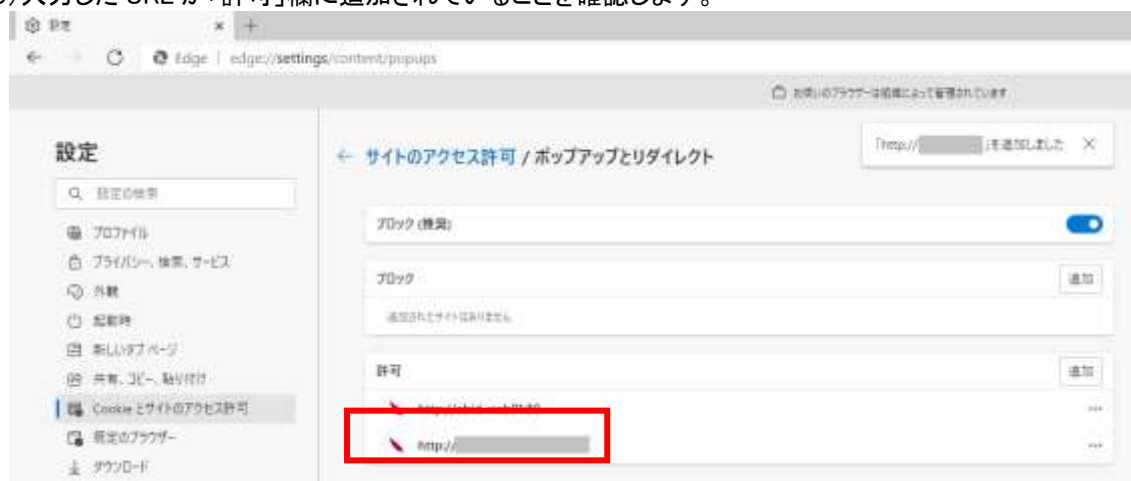 入力した URL が「許可」欄に追加されていることを確認します。
設定
Edge | edge://settings/content/popups
お使いのブラウザーは組織によって管理されています
設定
設定の検索
プロファイル
プライバシー、検索、サービス
外観
起動時
新しいタブ ページ
共有、コピー、貼り付け
Cookie とサイトのアクセス許可
既定のブラウザー
ダウンロード
サイトのアクセス許可 / ポップアップとリダイレクト
「http:// 」を追加しました
ブロック (推奨)
ブロック
追加
追加されたサイトはありません
許可
追加
http://